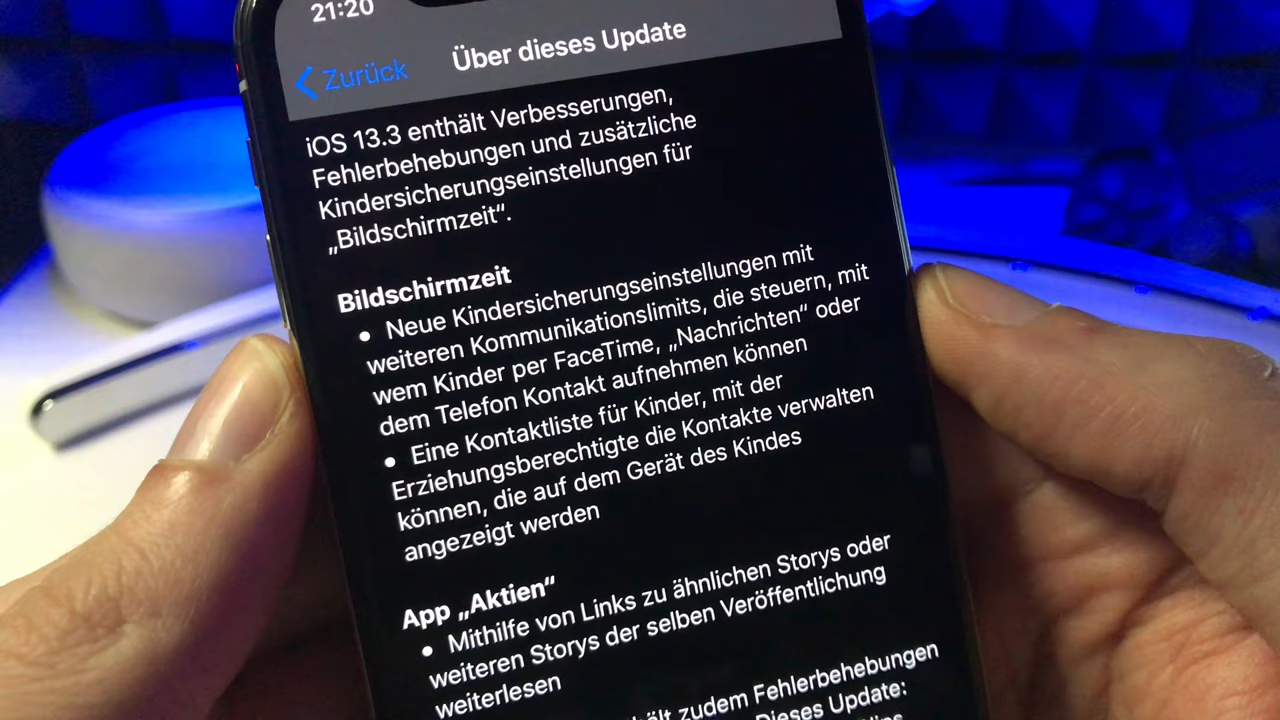 21:20
Zurück
Über dieses Update
iOS 13.3 enthält Verbesserungen,
Fehlerbehebungen und zusätzliche
Kindersicherungseinstellungen für
„Bildschirmzeit“.
Bildschirmzeit
• Neue Kindersicherungseinstellungen mit
weiteren Kommunikationslimits, die steuern, mit
wem Kinder per FaceTime, „Nachrichten“ oder
dem Telefon Kontakt aufnehmen können
• Eine Kontaktliste für Kinder, mit der
Erziehungsberechtigte die Kontakte verwalten
können, die auf dem Gerät des Kindes
angezeigt werden
App „Aktien“
• Mithilfe von Links zu ähnlichen Storys oder
weiteren Storys der selben Veröffentlichung
weiterlesen
zudem Fehlerbehebungen
Dieses Update: